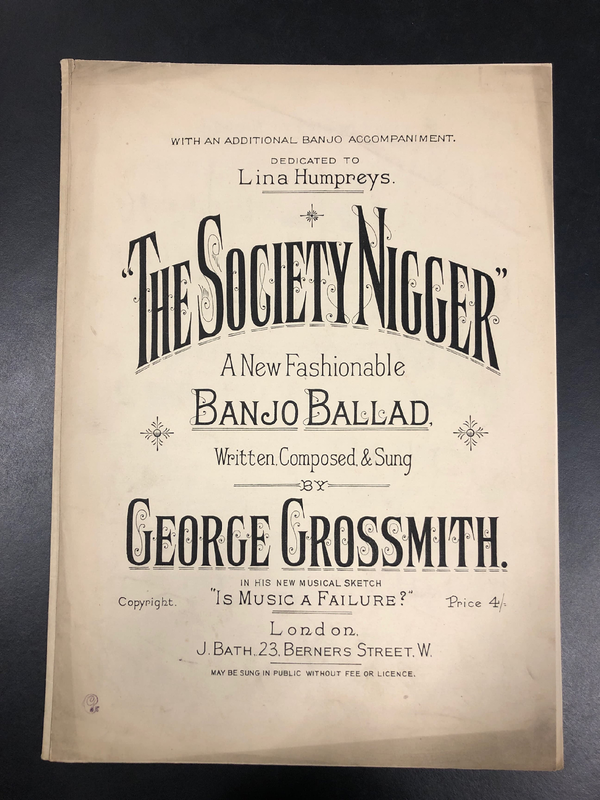 WITH AN ADDITIONAL BANJO ACCOMPANIMENT.
DEDICATED TO
Lina Humpreys.
"THE SOCIETY NIGGER"
A New Fashionable
BANJO BALLAD,
Written, Composed, & Sung
BY
GEORGE GROSSMITH.
IN HIS NEW MUSICAL SKETCH
"IS MUSIC A FAILURE?"
Copyright. Price 4/-
London,
J. BATH, 23, BERNERS STREET, W.
MAY BE SUNG IN PUBLIC WITHOUT FEE OR LICENCE.